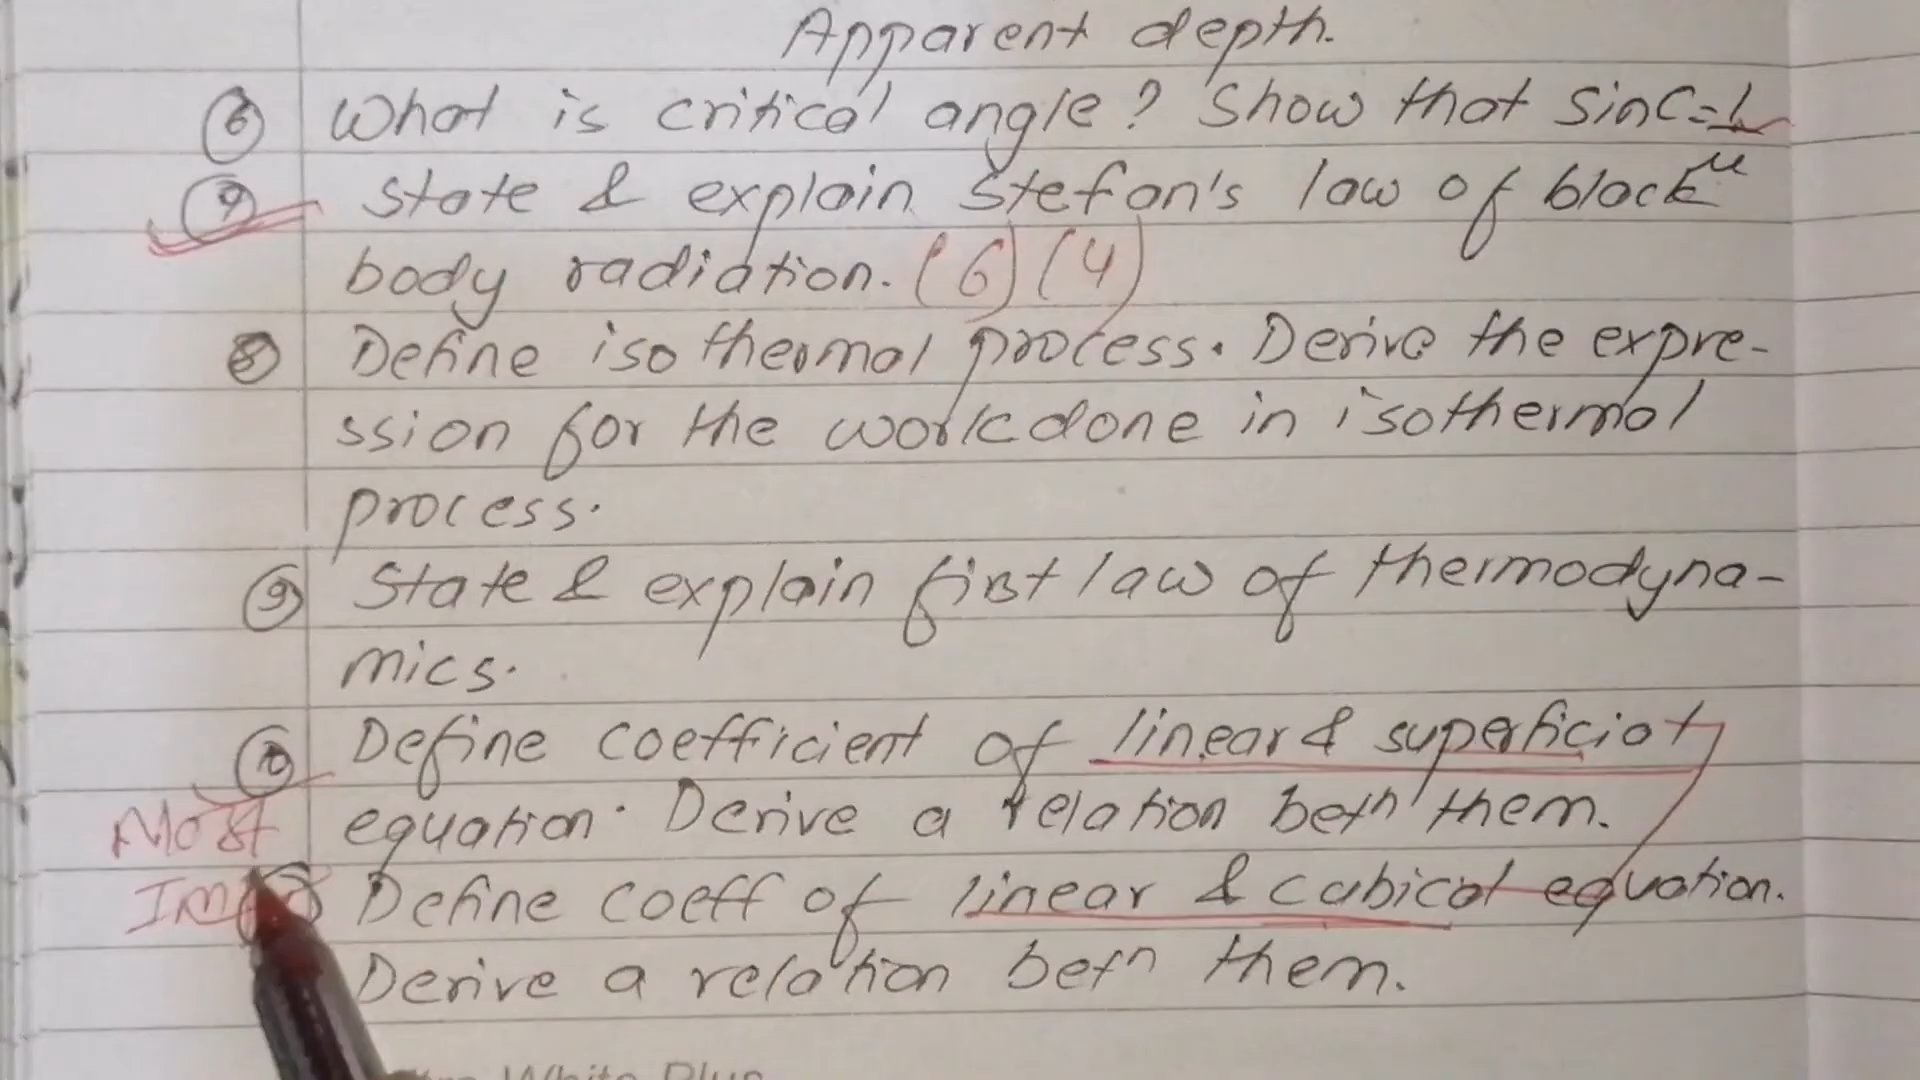 Apparent depth.
⑥ What is critical angle? Show that sinC=1/μ
⑦ State & explain Stefan's law of black
body radiation. (6) (4)
⑧ Define isothermal process. Derive the expre-
ssion for the workdone in isothermal
process.
⑨ State & explain first law of thermodyna-
mics.
⑩ Define coefficient of linear & superficial
equation. Derive a relation betn them.
Most
Imp Define coeff of linear & cubical equation.
Derive a relation betn them.